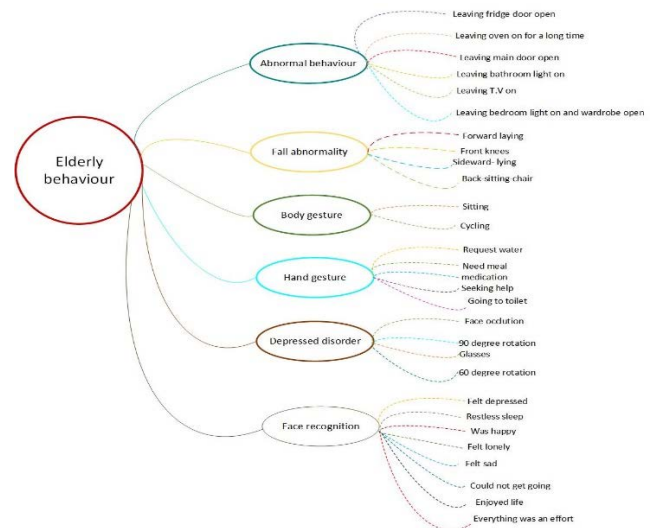 Elderly
behaviour
Abnormal behaviour
Leaving fridge door open
Leaving oven on for a long time
Leaving main door open
Leaving bathroom light on
Leaving T.V on
Leaving bedroom light on and wardrobe open
Fall abnormality
Forward laying
Front knees
Sideward- lying
Back-sitting chair
Body gesture
Sitting
Cycling
Hand gesture
Request water
Need meal
medication
Seeking help
Going to toilet
Depressed disorder
Face occlution
90 degree rotation
Glasses
60 degree rotation
Face recognition
Felt depressed
Restless sleep
Was happy
Felt lonely
Felt sad
Could not get going
Enjoyed life
Everything was an effort